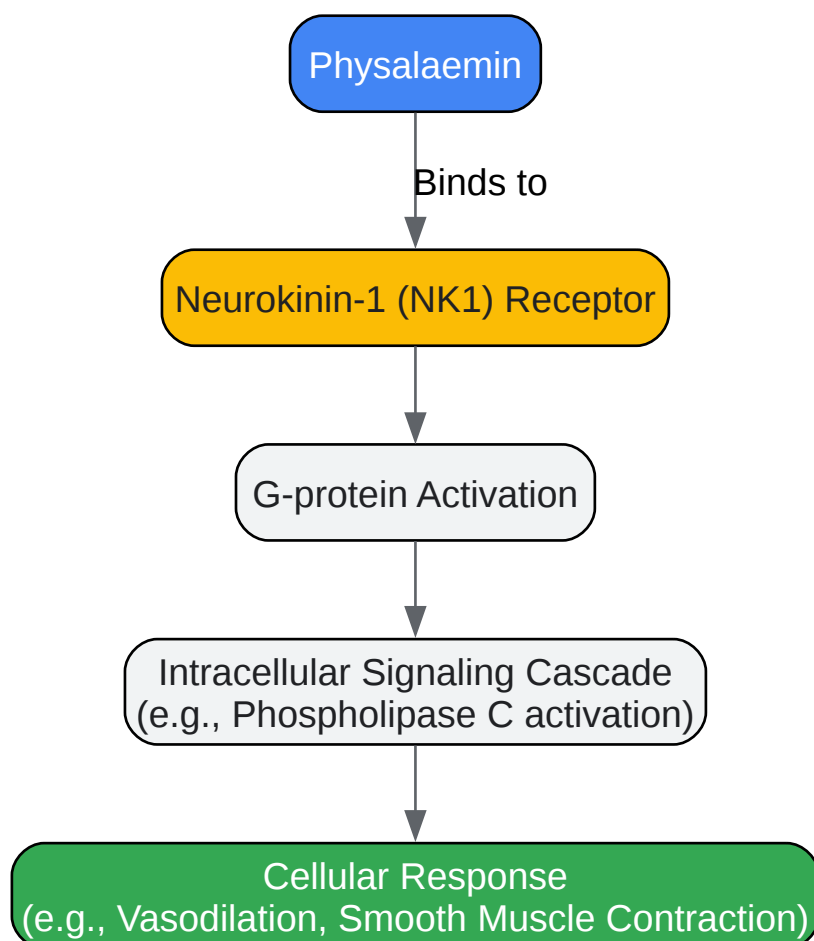 Physalaemin
Binds to
Neurokinin-1 (NK1) Receptor
G-protein Activation
Intracellular Signaling Cascade
(e.g., Phospholipase C activation)
Cellular Response
(e.g., Vasodilation, Smooth Muscle Contraction)